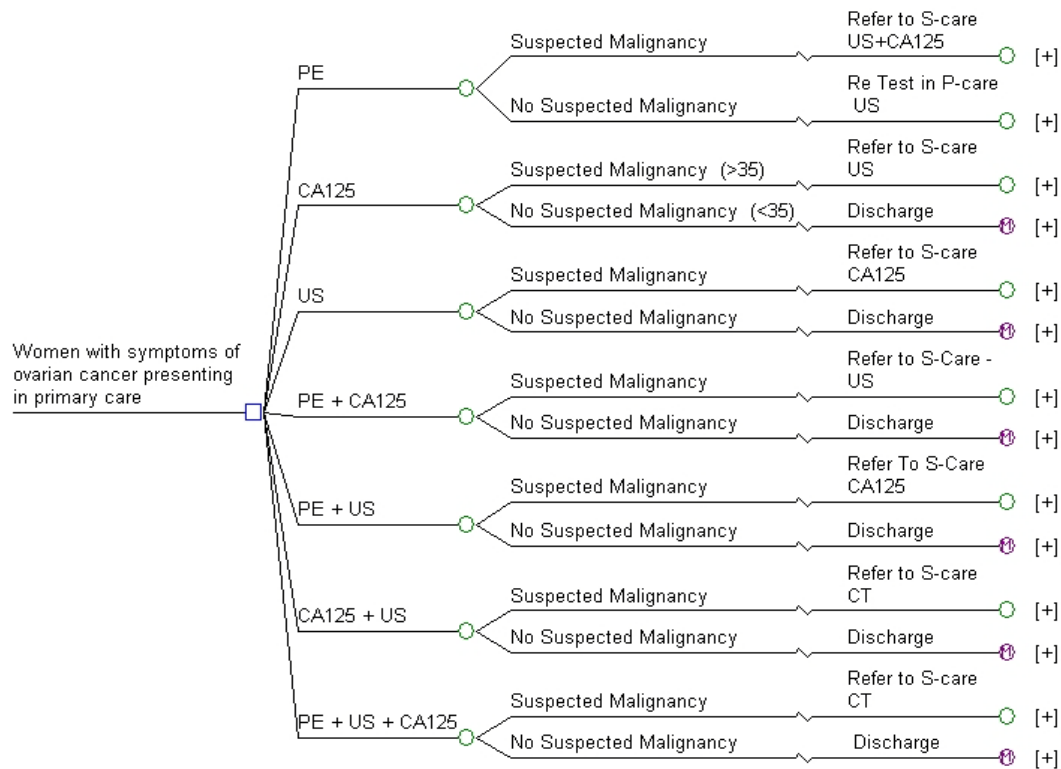 Women with symptoms of
ovarian cancer presenting
in primary care
PE
Suspected Malignancy
Refer to S-care
US+CA125
[+]
No Suspected Malignancy
Re Test in P-care
US
[+]
CA125
Suspected Malignancy (>35)
Refer to S-care
US
[+]
No Suspected Malignancy (<35)
Discharge
M
[+]
US
Suspected Malignancy
Refer to S-care
CA125
[+]
No Suspected Malignancy
Discharge
M
[+]
PE + CA125
Suspected Malignancy
Refer to S-Care -
US
[+]
No Suspected Malignancy
Discharge
M
[+]
PE + US
Suspected Malignancy
Refer To S-Care
CA125
[+]
No Suspected Malignancy
Discharge
M
[+]
CA125 + US
Suspected Malignancy
Refer to S-care
CT
[+]
No Suspected Malignancy
Discharge
M
[+]
PE + US + CA125
Suspected Malignancy
Refer to S-care
CT
[+]
No Suspected Malignancy
Discharge
M
[+]